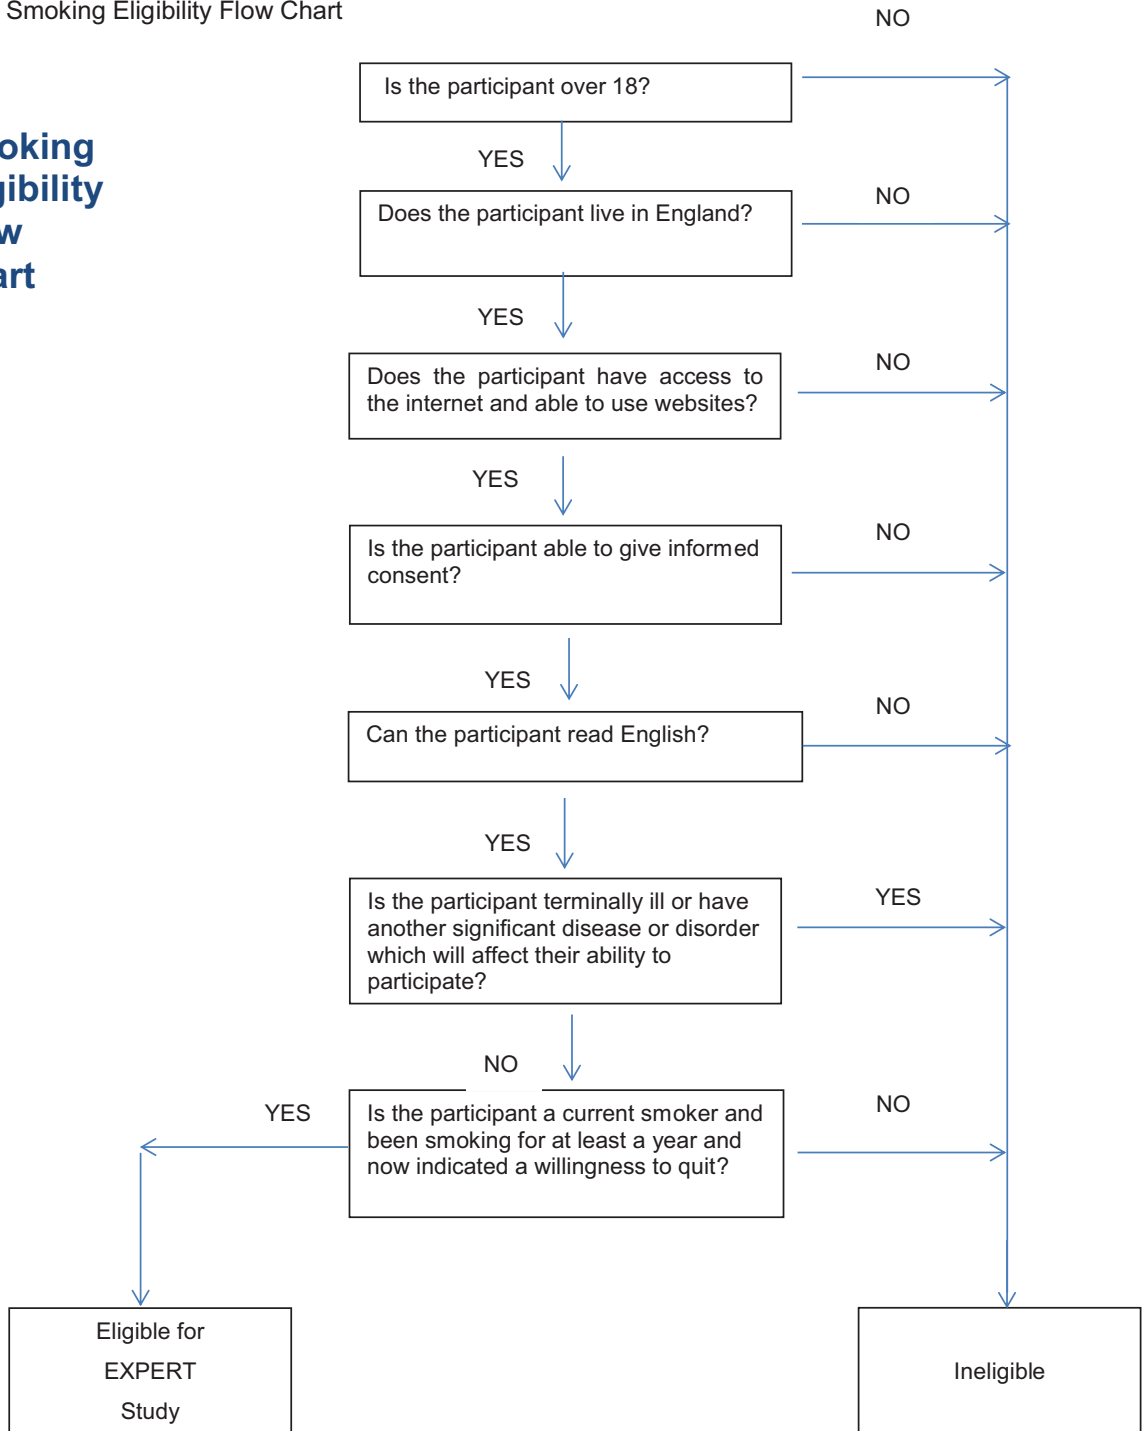 Smoking Eligibility Flow Chart
NO
Is the participant over 18?
oking
gibility
w
art
YES
NO
Does the participant live in England?
YES
NO
Does the participant have access to
the internet and able to use websites?
YES
NO
Is the participant able to give informed
consent?
YES
NO
Can the participant read English?
YES
YES
Is the participant terminally ill or have
another significant disease or disorder
which will affect their ability to
participate?
NO
YES
NO
Is the participant a current smoker and
been smoking for at least a year and
now indicated a willingness to quit?
Eligible for
EXPERT
Study
Ineligible